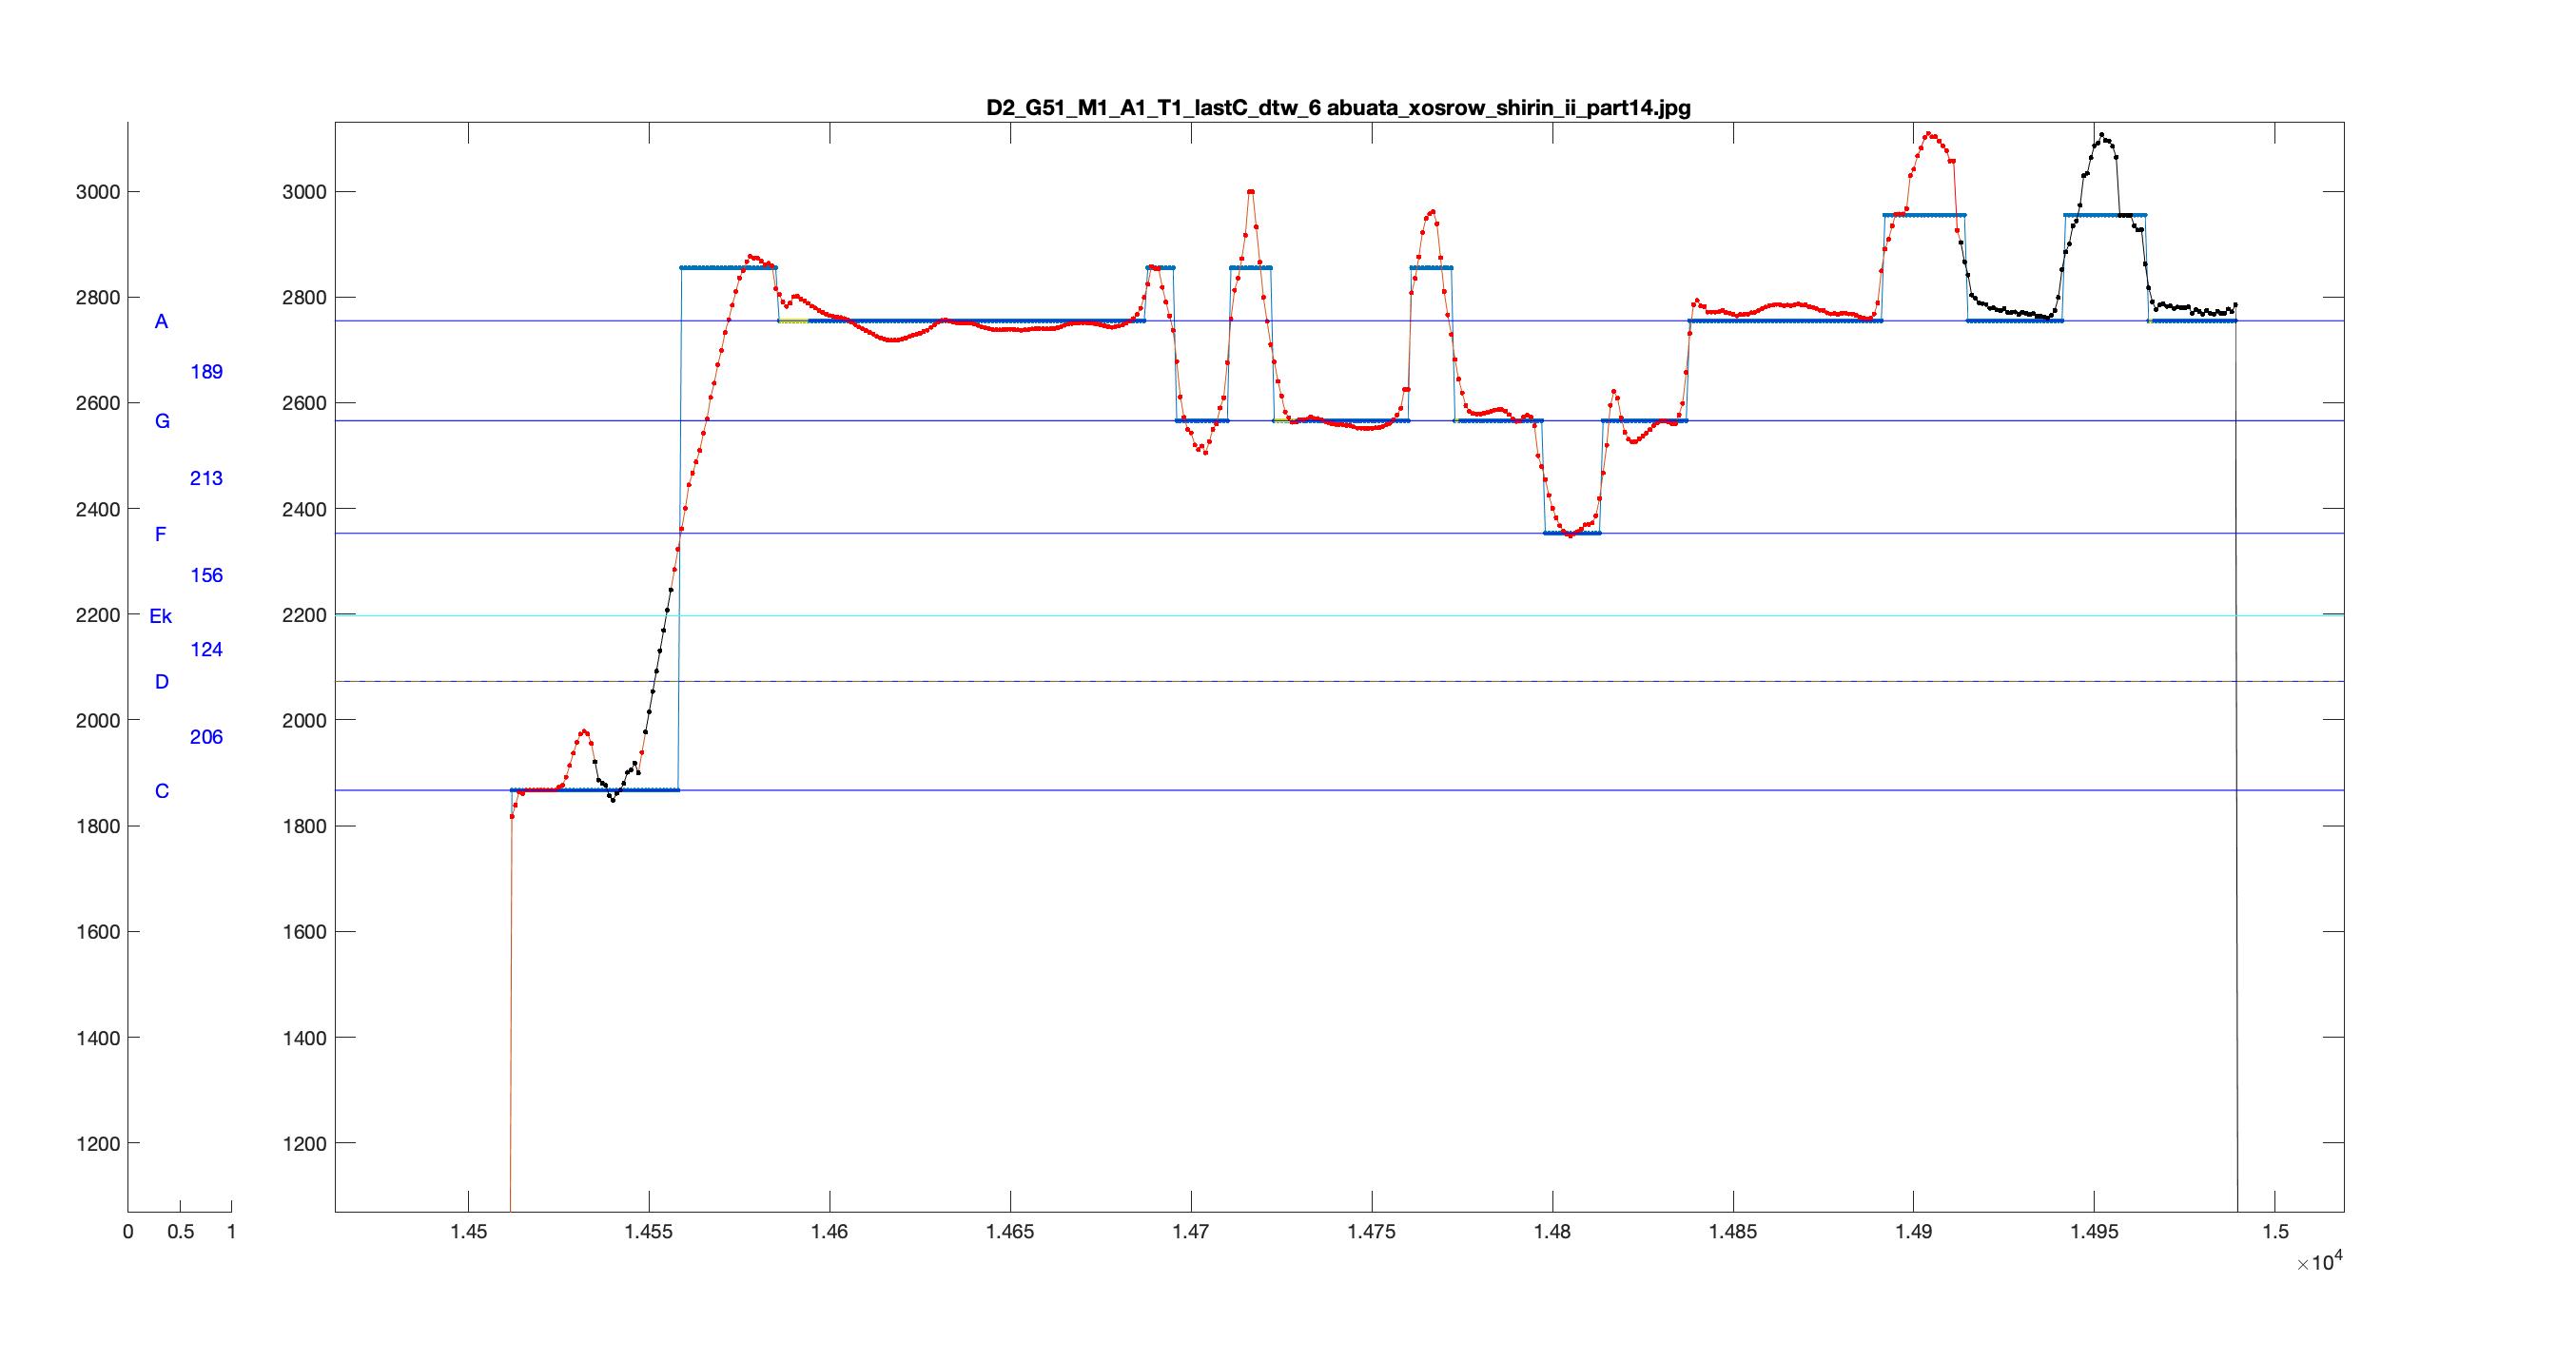 D2_G51_M1_A1_T1_lastC_dtw_6 abuata_xosrow_shirin_ii_part14.jpg
3000 3000
2800 2800
A
189
2600 2600
G
213
2400 2400
F
156
2200 Ek 2200
124
D
2000 2000
206
C
1800 1800
1600 1600
1400 1400
1200 1200
0 0.5 1 1.45 1.455 1.46 1.465 1.47 1.475 1.48 1.485 1.49 1.495 1.5
×10⁴